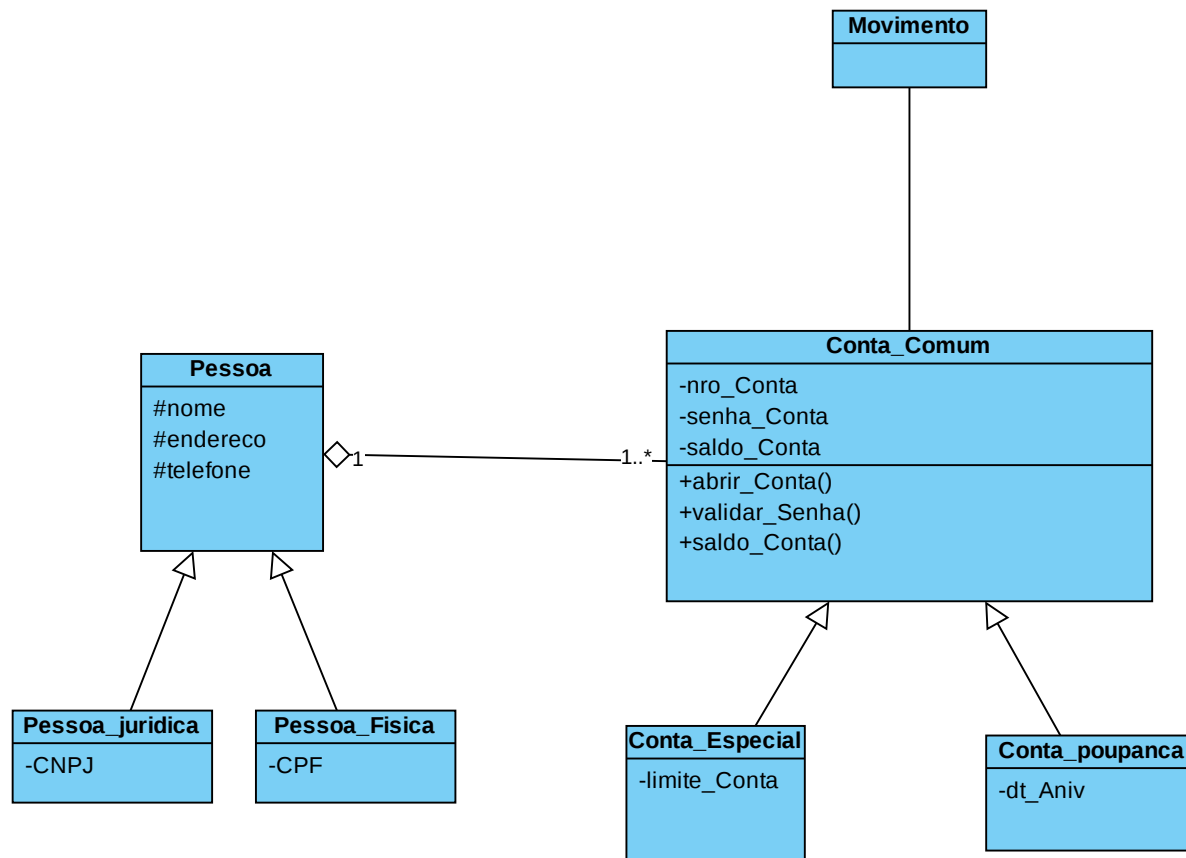 Movimento
Pessoa
#nome
#endereco
#telefone
1
1..*
Conta_Comum
-nro_Conta
-senha_Conta
-saldo_Conta
+abrir_Conta()
+validar_Senha()
+saldo_Conta()
Pessoa_juridica
-CNPJ
Pessoa_Fisica
-CPF
Conta_Especial
-limite_Conta
Conta_poupanca
-dt_Aniv